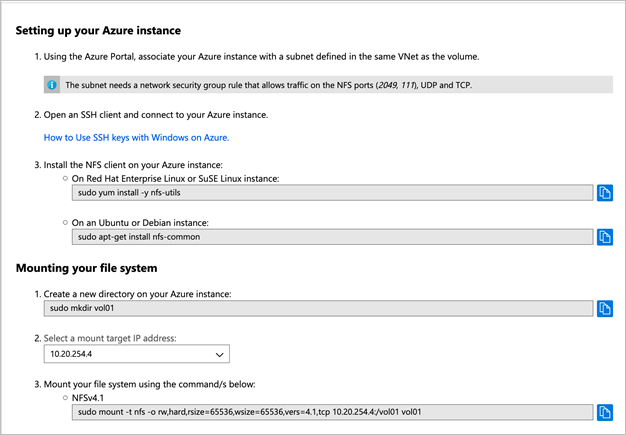 Setting up your Azure instance
1. Using the Azure Portal, associate your Azure instance with a subnet defined in the same VNet as the volume.
The subnet needs a network security group rule that allows traffic on the NFS ports (2049, 111), UDP and TCP.
2. Open an SSH client and connect to your Azure instance.
How to Use SSH keys with Windows on Azure.
3. Install the NFS client on your Azure instance:
On Red Hat Enterprise Linux or SuSE Linux instance:
sudo yum install -y nfs-utils
On an Ubuntu or Debian instance:
sudo apt-get install nfs-common
Mounting your file system
1. Create a new directory on your Azure instance:
sudo mkdir vol01
2. Select a mount target IP address:
10.20.254.4
3. Mount your file system using the command/s below:
NFSv4.1
sudo mount -t nfs -o rw,hard,rsize=65536,wsize=65536,vers=4.1,tcp 10.20.254.4:/vol01 vol01